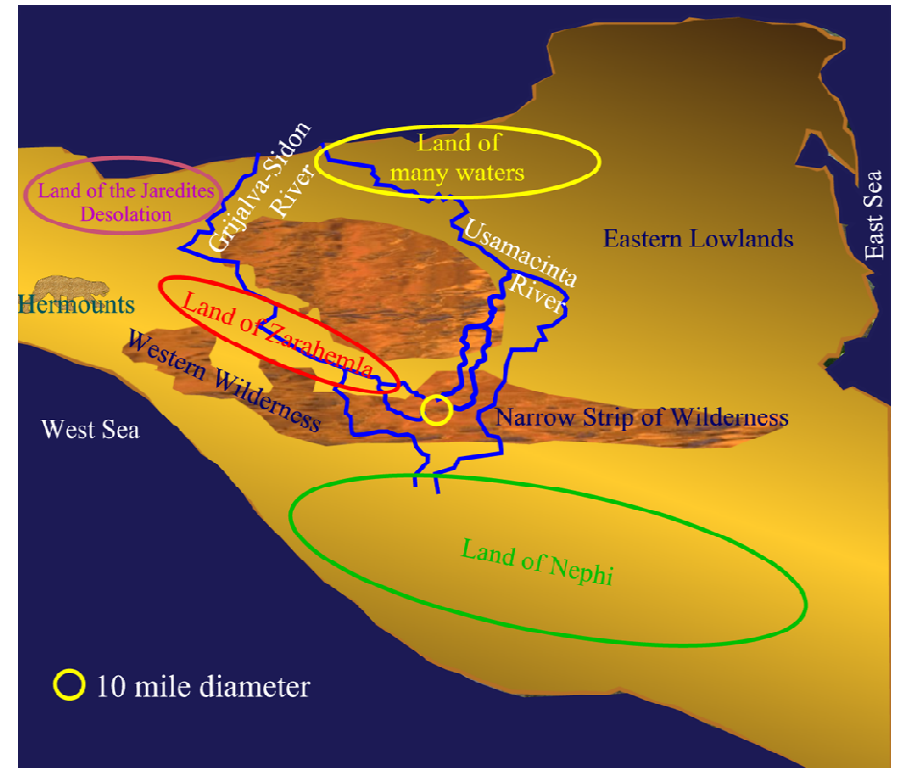 Land of
many waters
Grijalva-Sidon
River
Land of the Jaredites
Desolation
Usamacinta
River
Eastern Lowlands
East Sea
Hermounts
Land of Zarahemla
Western Wilderness
Narrow Strip of Wilderness
West Sea
Land of Nephi
10 mile diameter